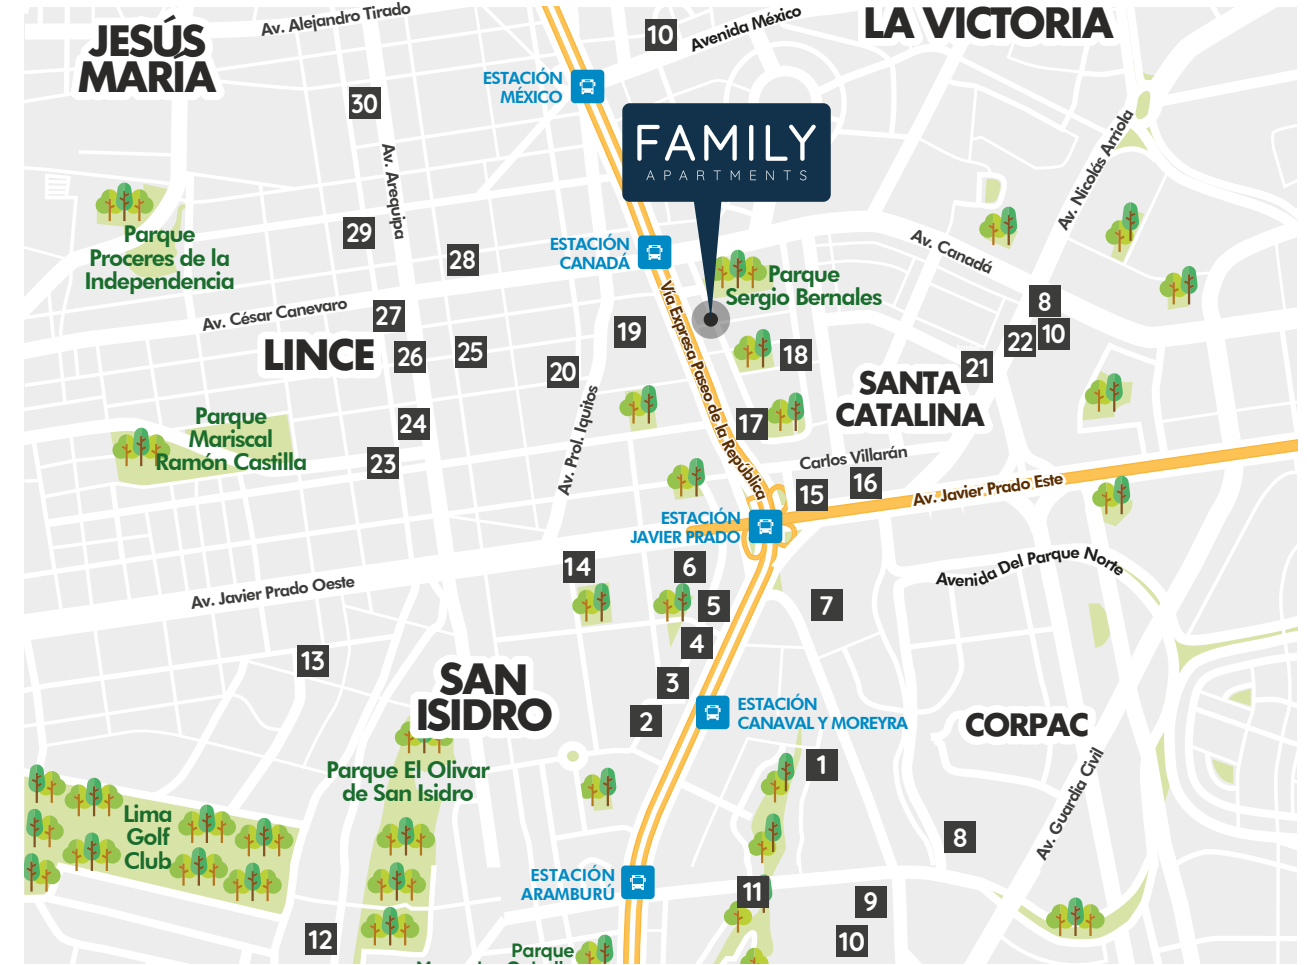 JESÚS
MARÍA
Av. Alejandro Tirado
10
Avenida México
LA VICTORIA
ESTACIÓN
MÉXICO
30
FAMILY
APARTMENTS
Av. Arequipa
Av. Nicolás Arriola
Parque
Proceres de la
Independencia
29
28
ESTACIÓN
CANADÁ
Av. Canadá
Parque
Sergio Bernales
Vía Expresa Paseo de la República
Av. César Canevaro
27
8
10
22
21
19
18
LINCE
26
25
20
SANTA
CATALINA
Av. Prol. Iquitos
Parque
Mariscal
Ramón Castilla
24
23
17
Carlos Villarán
16
15
Av. Javier Prado Este
ESTACIÓN
JAVIER PRADO
14
6
5
7
Avenida Del Parque Norte
Av. Javier Prado Oeste
4
13
3
2
SAN
ISIDRO
ESTACIÓN
CANAVAL Y MOREYRA
CORPAC
1
Av. Guardia Civil
Parque El Olivar
de San Isidro
Lima
Golf
Club
8
ESTACIÓN
ARAMBURÚ
11
9
10
12
Parque